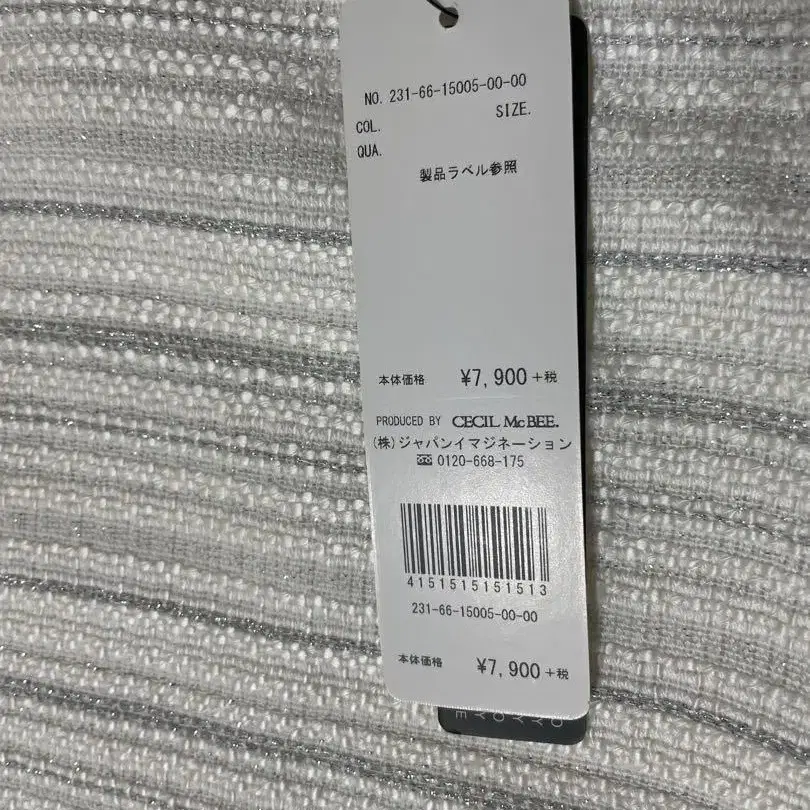 NO. 231-66-15005-00-00
COL. SIZE.
QUA.
製品ラベル参照
本体価格 ¥7,900+税
PRODUCED BY CECIL McBEE.
(株)ジャパンイマジネーション
☎ 0120-668-175
4151515151513
231-66-15005-00-00
本体価格 ¥7,900+税